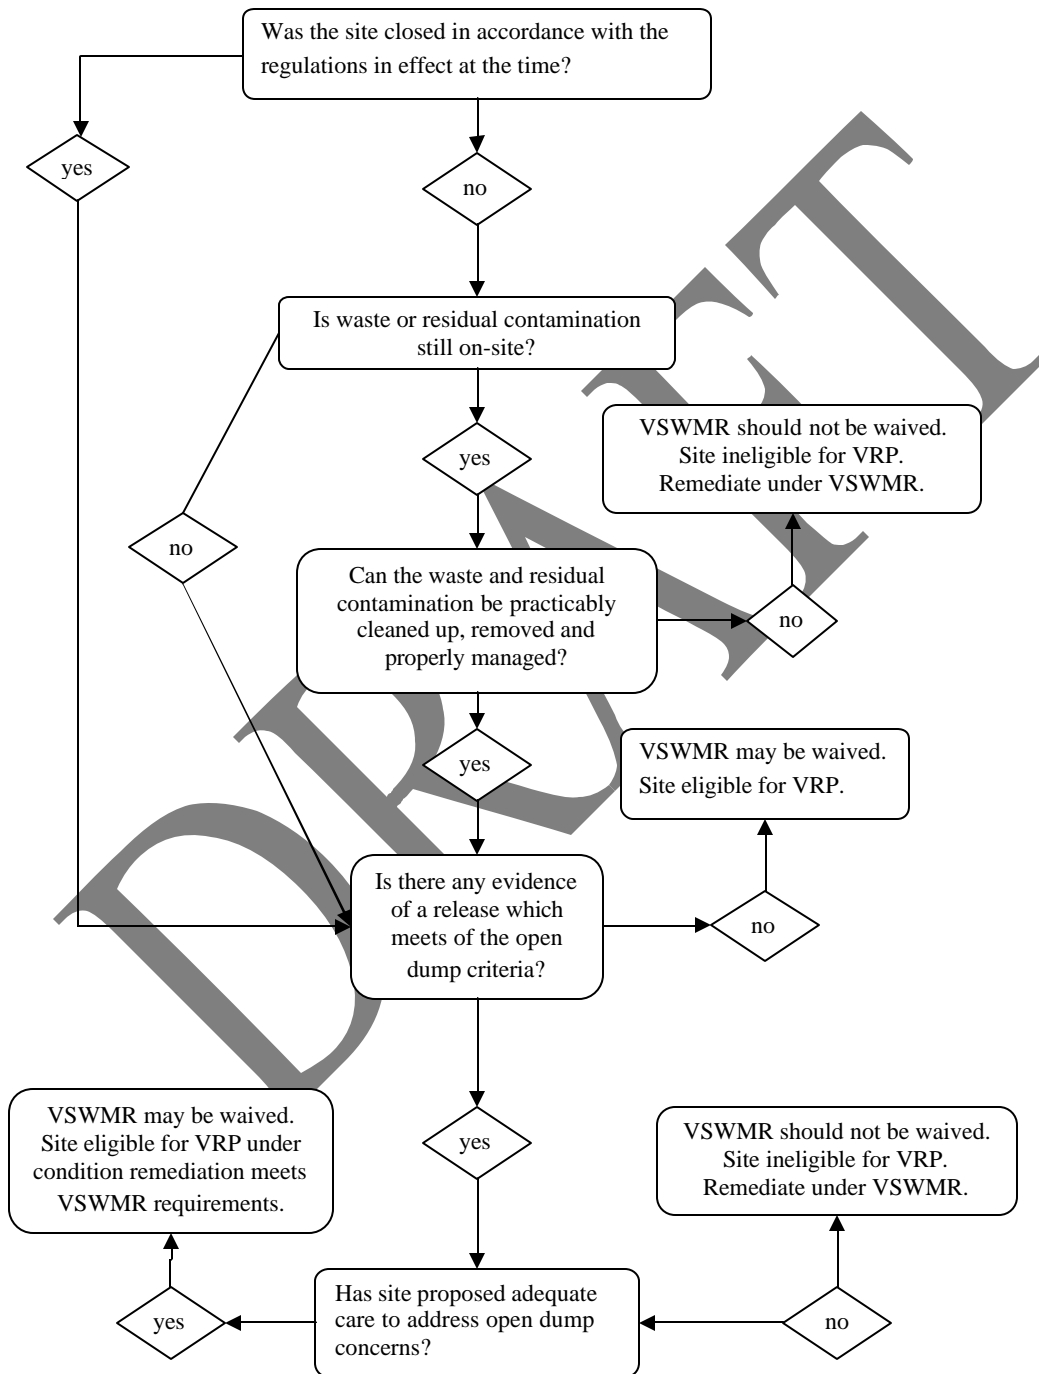 Was the site closed in accordance with the
regulations in effect at the time?
yes
no
Is waste or residual contamination
still on-site?
yes
no
VSWMR should not be waived.
Site ineligible for VRP.
Remediate under VSWMR.
Can the waste and residual
contamination be practicably
cleaned up, removed and
properly managed?
no
yes
VSWMR may be waived.
Site eligible for VRP.
Is there any evidence
of a release which
meets of the open
dump criteria?
no
yes
VSWMR may be waived.
Site eligible for VRP under
condition remediation meets
VSWMR requirements.
VSWMR should not be waived.
Site ineligible for VRP.
Remediate under VSWMR.
Has site proposed adequate
care to address open dump
concerns?
yes
no
DRAFT